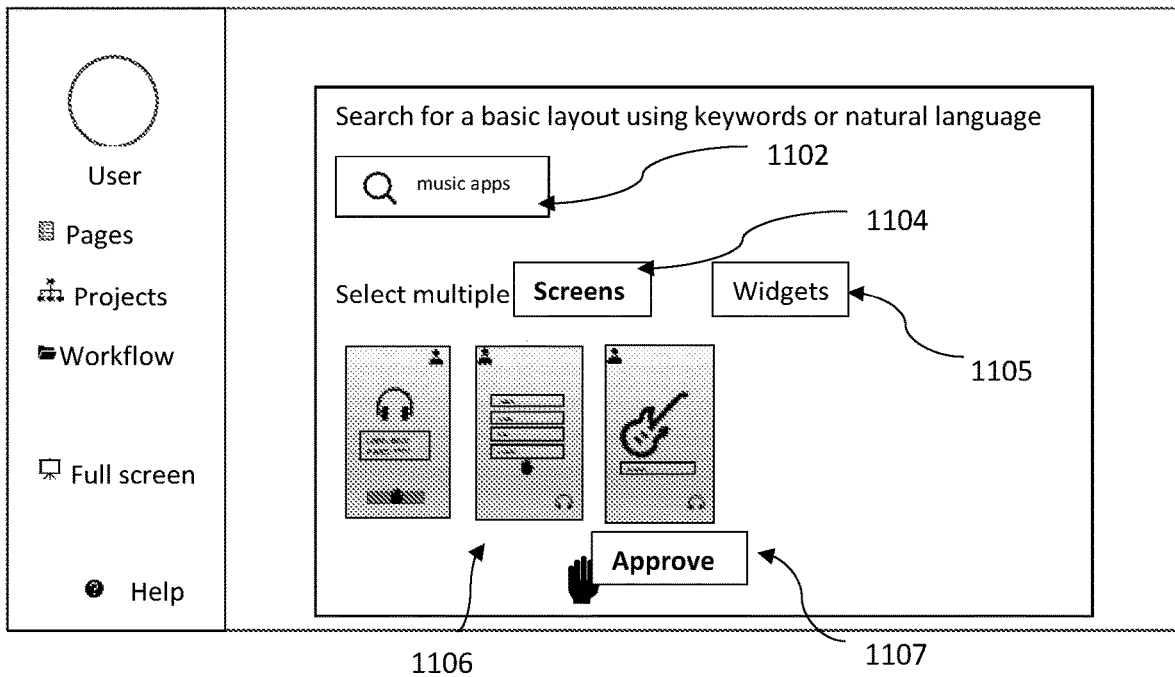 User
Pages
Projects
Workflow
Full screen
Help
Search for a basic layout using keywords or natural language
1102
music apps
1104
Select multiple Screens Widgets
1105
Approve
1106
1107